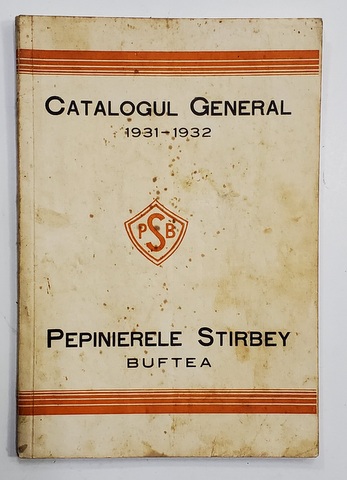 CATALOGUL GENERAL
1931-1932
PSB
PEPINIERELE STIRBEY
BUFTEA